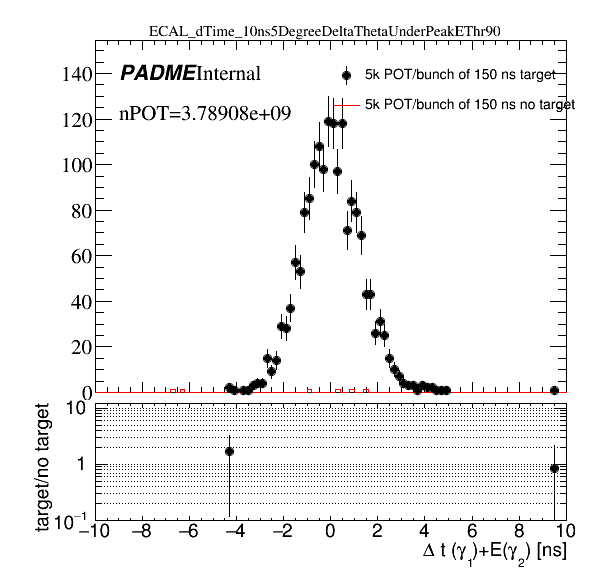 ECAL_dTime_10ns5DegreeDeltaThetaUnderPeakEThr90
PADME Internal
nPOT=3.78908e+09
5k POT/bunch of 150 ns target
5k POT/bunch of 150 ns no target
140
120
100
80
60
40
20
0
target/no target
10
1
10⁻¹
−10 −8 −6 −4 −2 0 2 4 6 8 10
Δ t (γ₁)+E(γ₂) [ns]